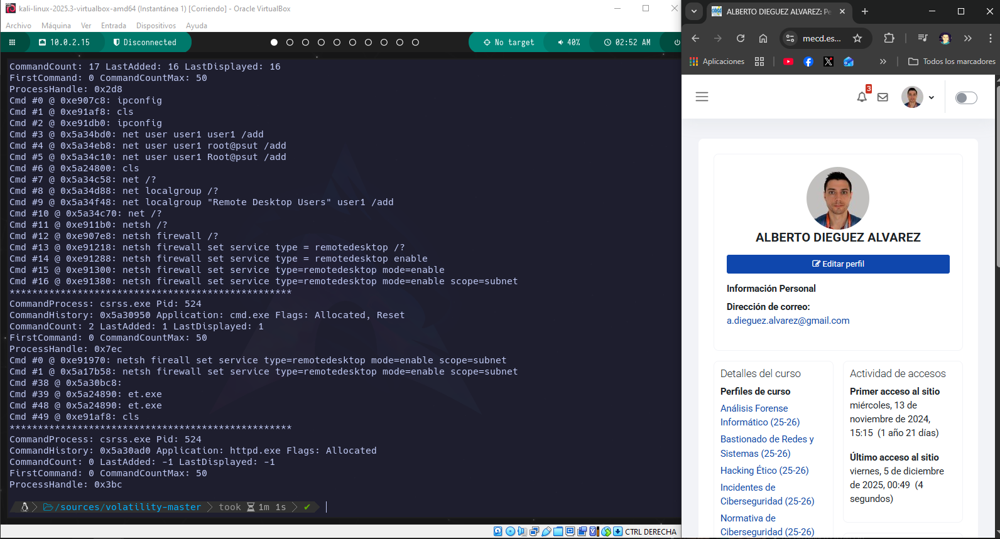 kali-linux-2025.3-virtualbox-amd64 (Instantánea 1) [Corriendo] - Oracle VirtualBox
Archivo Máquina Ver Entrada Dispositivos Ayuda
10.0.2.15 Disconnected No target 40% 02:52 AM
CommandCount: 17 LastAdded: 16 LastDisplayed: 16
FirstCommand: 0 CommandCountMax: 50
ProcessHandle: 0x2d8
Cmd #0 @ 0xe907c8: ipconfig
Cmd #1 @ 0xe91af8: cls
Cmd #2 @ 0xe91db0: ipconfig
Cmd #3 @ 0x5a34bd0: net user user1 user1 /add
Cmd #4 @ 0x5a34eb8: net user user1 root@psut /add
Cmd #5 @ 0x5a34c10: net user user1 Root@psut /add
Cmd #6 @ 0x5a24800: cls
Cmd #7 @ 0x5a34c58: net /?
Cmd #8 @ 0x5a34d88: net localgroup /?
Cmd #9 @ 0x5a34f48: net localgroup "Remote Desktop Users" user1 /add
Cmd #10 @ 0x5a34c70: net /?
Cmd #11 @ 0xe911b0: netsh /?
Cmd #12 @ 0xe907e8: netsh firewall /?
Cmd #13 @ 0xe91218: netsh firewall set service type = remotedesktop /?
Cmd #14 @ 0xe91288: netsh firewall set service type = remotedesktop enable
Cmd #15 @ 0xe91300: netsh firewall set service type=remotedesktop mode=enable
Cmd #16 @ 0xe91380: netsh firewall set service type=remotedesktop mode=enable scope=subnet
**************************************************
CommandProcess: csrss.exe Pid: 524
CommandHistory: 0x5a30950 Application: cmd.exe Flags: Allocated, Reset
CommandCount: 2 LastAdded: 1 LastDisplayed: 1
FirstCommand: 0 CommandCountMax: 50
ProcessHandle: 0x7ec
Cmd #0 @ 0xe91970: netsh fireall set service type=remotedesktop mode=enable scope=subnet
Cmd #1 @ 0x5a17b58: netsh firewall set service type=remotedesktop mode=enable scope=subnet
Cmd #38 @ 0x5a30bc8:
Cmd #39 @ 0x5a24890: et.exe
Cmd #48 @ 0x5a24890: et.exe
Cmd #49 @ 0xe91af8: cls
**************************************************
CommandProcess: csrss.exe Pid: 524
CommandHistory: 0x5a30ad0 Application: httpd.exe Flags: Allocated
CommandCount: 0 LastAdded: -1 LastDisplayed: -1
FirstCommand: 0 CommandCountMax: 50
ProcessHandle: 0x3bc
/sources/volatility-master took 1m 1s
CTRL DERECHA
ALBERTO DIEGUEZ ALVAREZ: Pe
mecd.es...
Aplicaciones Todos los marcadores
3
ALBERTO DIEGUEZ ALVAREZ
Editar perfil
Información Personal
Dirección de correo:
a.dieguez.alvarez@gmail.com
Detalles del curso
Perfiles de curso
Análisis Forense
Informático (25-26)
Bastionado de Redes y
Sistemas (25-26)
Hacking Ético (25-26)
Incidentes de
Ciberseguridad (25-26)
Normativa de
Ciberseguridad (25-26)
Actividad de accesos
Primer acceso al sitio
miércoles, 13 de
noviembre de 2024,
15:15 (1 año 21 días)
Último acceso al sitio
viernes, 5 de diciembre
de 2025, 00:49 (4
segundos)